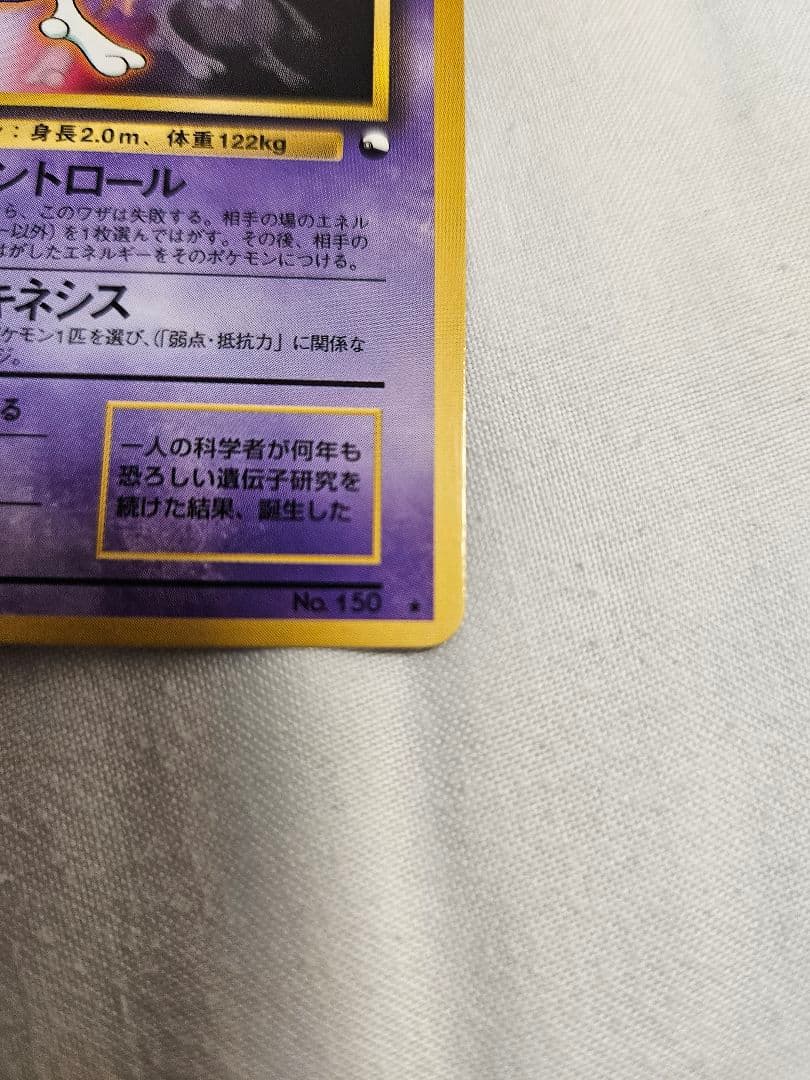 ：身長2.0m、体重122kg
ントロール
ら、このワザは失敗する。相手の場のエネル
ー以外）を1枚選んではがす。その後、相手の
はがしたエネルギーをそのポケモンにつける。
キネシス
ケモン1匹を選び、（「弱点・抵抗力」に関係な
ジ。
る
一人の科学者が何年も
恐ろしい遺伝子研究を
続けた結果、誕生した
No. 150